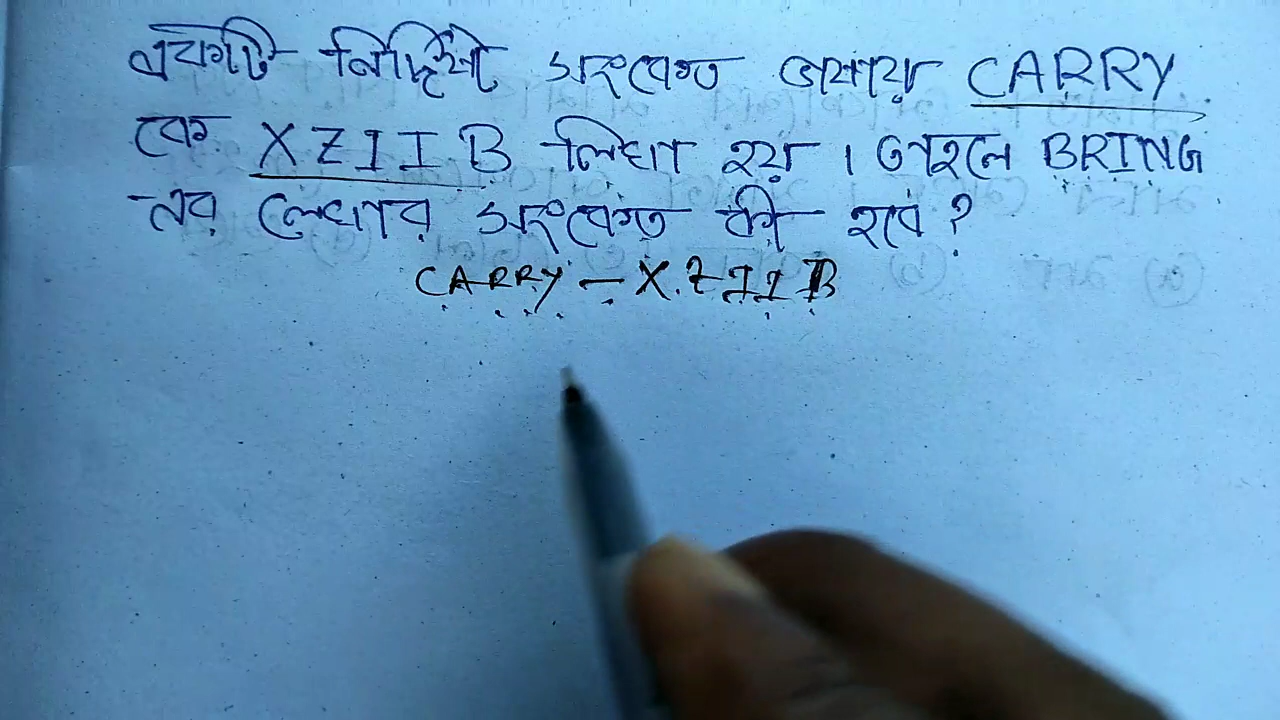 একটি নির্দিষ্ট সংকেত ভাষায় CARRY
কে XZIIB লিখা হয় । তাহলে BRING
এর লেখার সংকেত কী হবে ?
CARRY — XZIIB